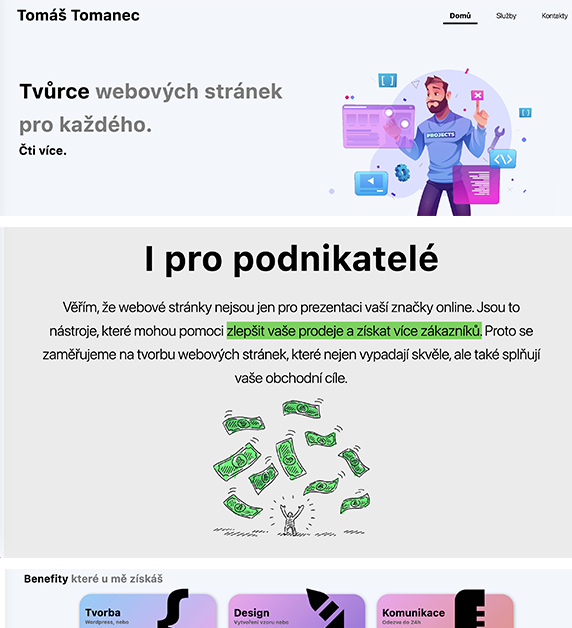 Tomáš Tomanec
Domů Služby Kontakty
Tvůrce webových stránek
pro každého.
Čti více.
PROJECTS
I pro podnikatelé
Věřím, že webové stránky nejsou jen pro prezentaci vaší značky online. Jsou to
nástroje, které mohou pomoci zlepšit vaše prodeje a získat více zákazníků. Proto se
zaměřujeme na tvorbu webových stránek, které nejen vypadají skvěle, ale také splňují
vaše obchodní cíle.
Benefity které u mě získáš
Tvorba
Wordpress, nebo
Design
Vytvoření vzoru nebo
Komunikace
Odezva do 24h